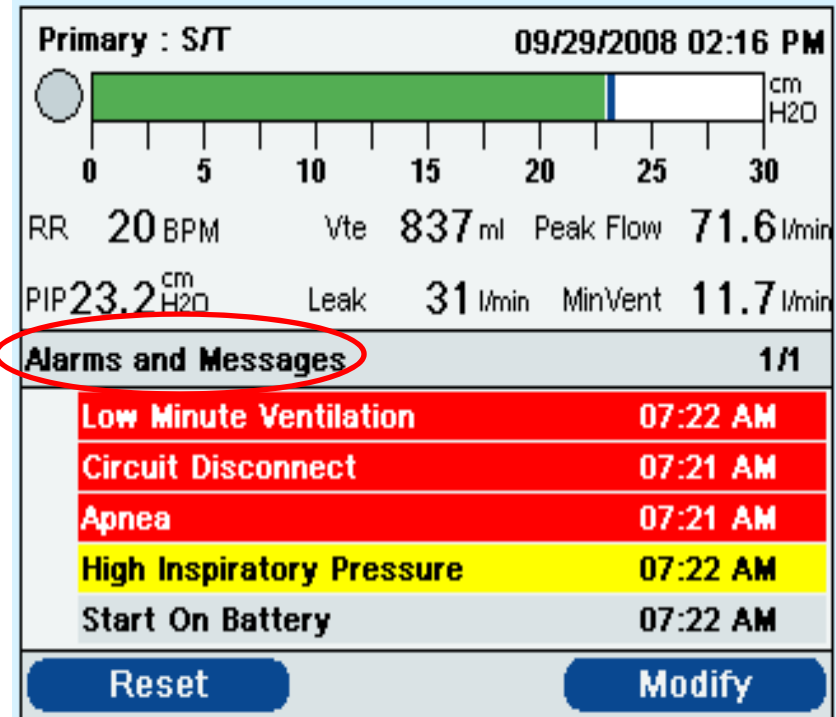 Primary : S/T 09/29/2008 02:16 PM
cm
H2O
0 5 10 15 20 25 30
RR 20 BPM Vte 837 ml Peak Flow 71.6 l/min
PIP 23.2 cm H2O Leak 31 l/min MinVent 11.7 l/min
Alarms and Messages 1/1
Low Minute Ventilation 07:22 AM
Circuit Disconnect 07:21 AM
Apnea 07:21 AM
High Inspiratory Pressure 07:22 AM
Start On Battery 07:22 AM
Reset Modify